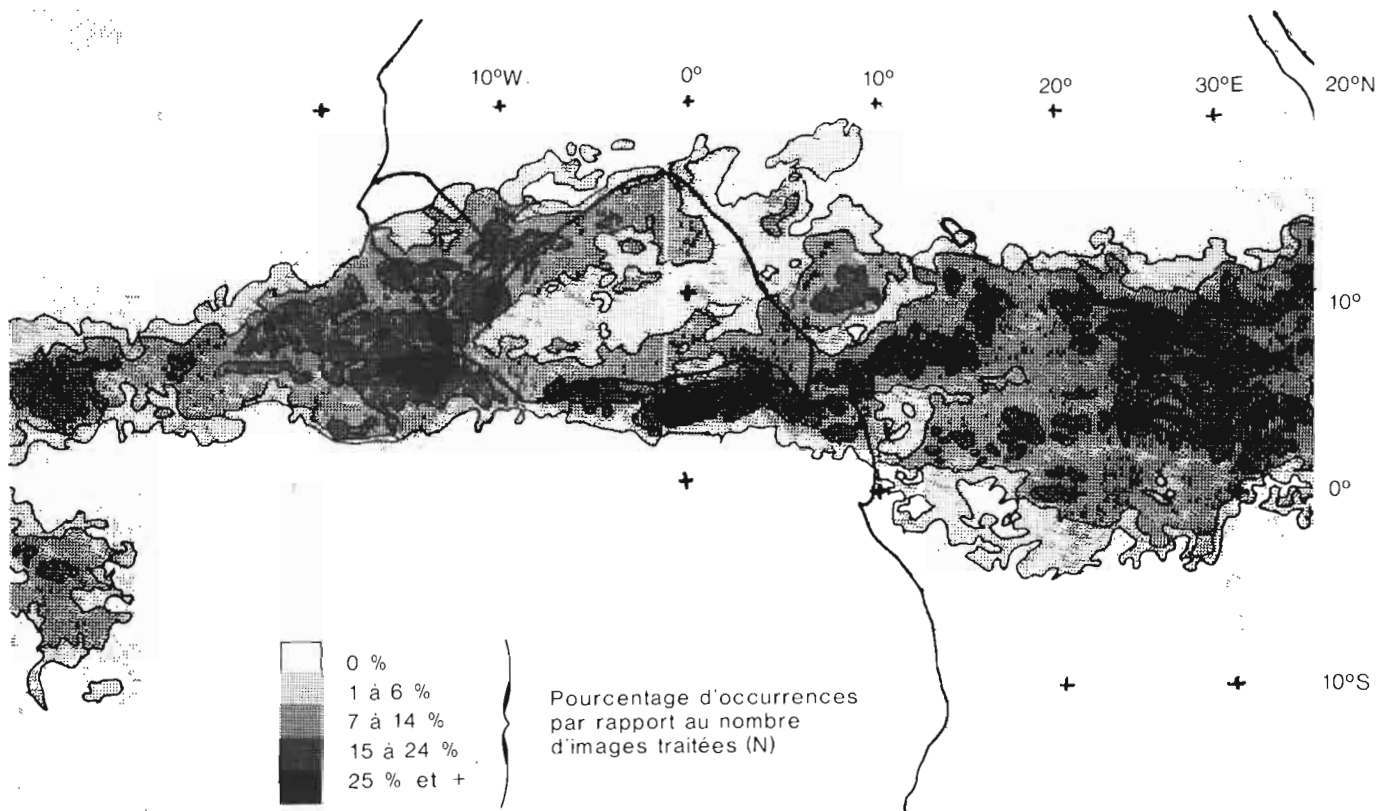 10°W 0° 10° 20° 30°E 20°N
10°
0°
10°S
0 %
1 à 6 %
7 à 14 %
15 à 24 %
25 % et +
Pourcentage d'occurrences
par rapport au nombre
d'images traitées (N)